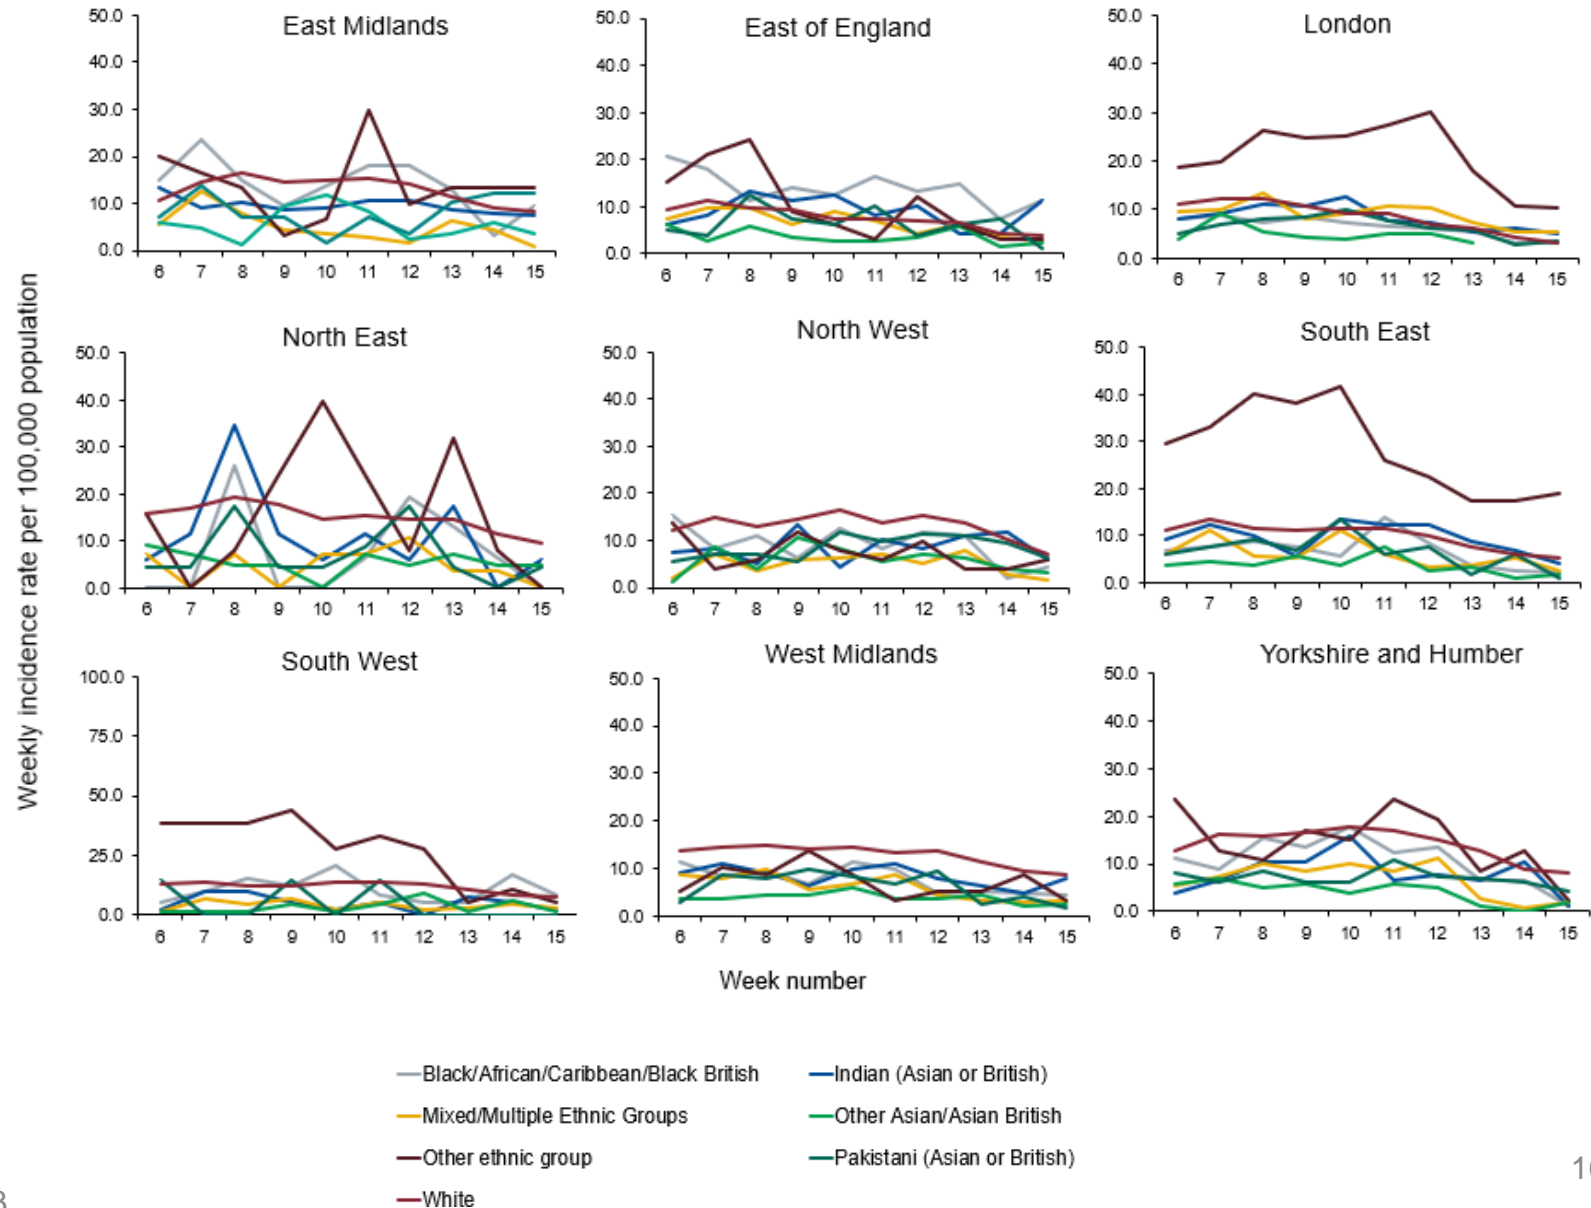 Weekly incidence rate per 100,000 population
East Midlands
50.0
40.0
30.0
20.0
10.0
0.0
6 7 8 9 10 11 12 13 14 15
East of England
50.0
40.0
30.0
20.0
10.0
0.0
6 7 8 9 10 11 12 13 14 15
London
50.0
40.0
30.0
20.0
10.0
0.0
6 7 8 9 10 11 12 13 14 15
North East
50.0
40.0
30.0
20.0
10.0
0.0
6 7 8 9 10 11 12 13 14 15
North West
50.0
40.0
30.0
20.0
10.0
0.0
6 7 8 9 10 11 12 13 14 15
South East
50.0
40.0
30.0
20.0
10.0
0.0
6 7 8 9 10 11 12 13 14 15
South West
100.0
75.0
50.0
25.0
0.0
6 7 8 9 10 11 12 13 14 15
West Midlands
50.0
40.0
30.0
20.0
10.0
0.0
6 7 8 9 10 11 12 13 14 15
Yorkshire and Humber
50.0
40.0
30.0
20.0
10.0
0.0
6 7 8 9 10 11 12 13 14 15
Week number
Black/African/Caribbean/Black British
Indian (Asian or British)
Mixed/Multiple Ethnic Groups
Other Asian/Asian British
Other ethnic group
Pakistani (Asian or British)
White